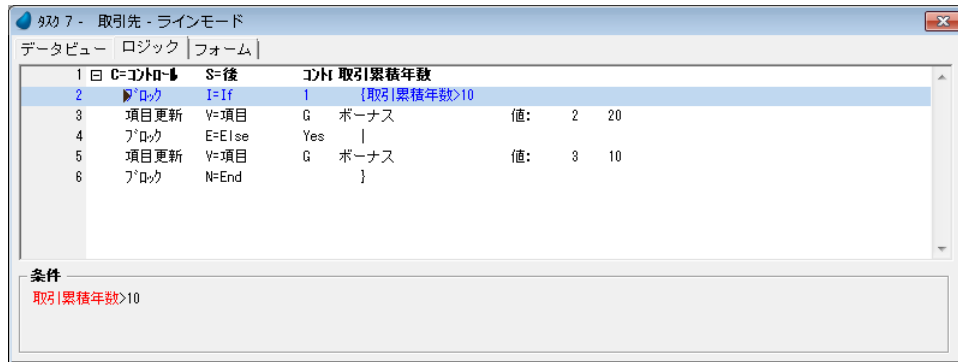 ﾀｽｸ 7 - 取引先 - ラインモード
データビュー ロジック フォーム
1 C=ｺﾝﾄﾛｰﾙ S=後 ｺﾝﾄﾛ 取引累積年数
2 ﾌﾞﾛｯｸ I=If 1 {取引累積年数>10
3 項目更新 V=項目 G ボーナス 値: 2 20
4 ﾌﾞﾛｯｸ E=Else Yes |
5 項目更新 V=項目 G ボーナス 値: 3 10
6 ﾌﾞﾛｯｸ N=End }
条件
取引累積年数>10